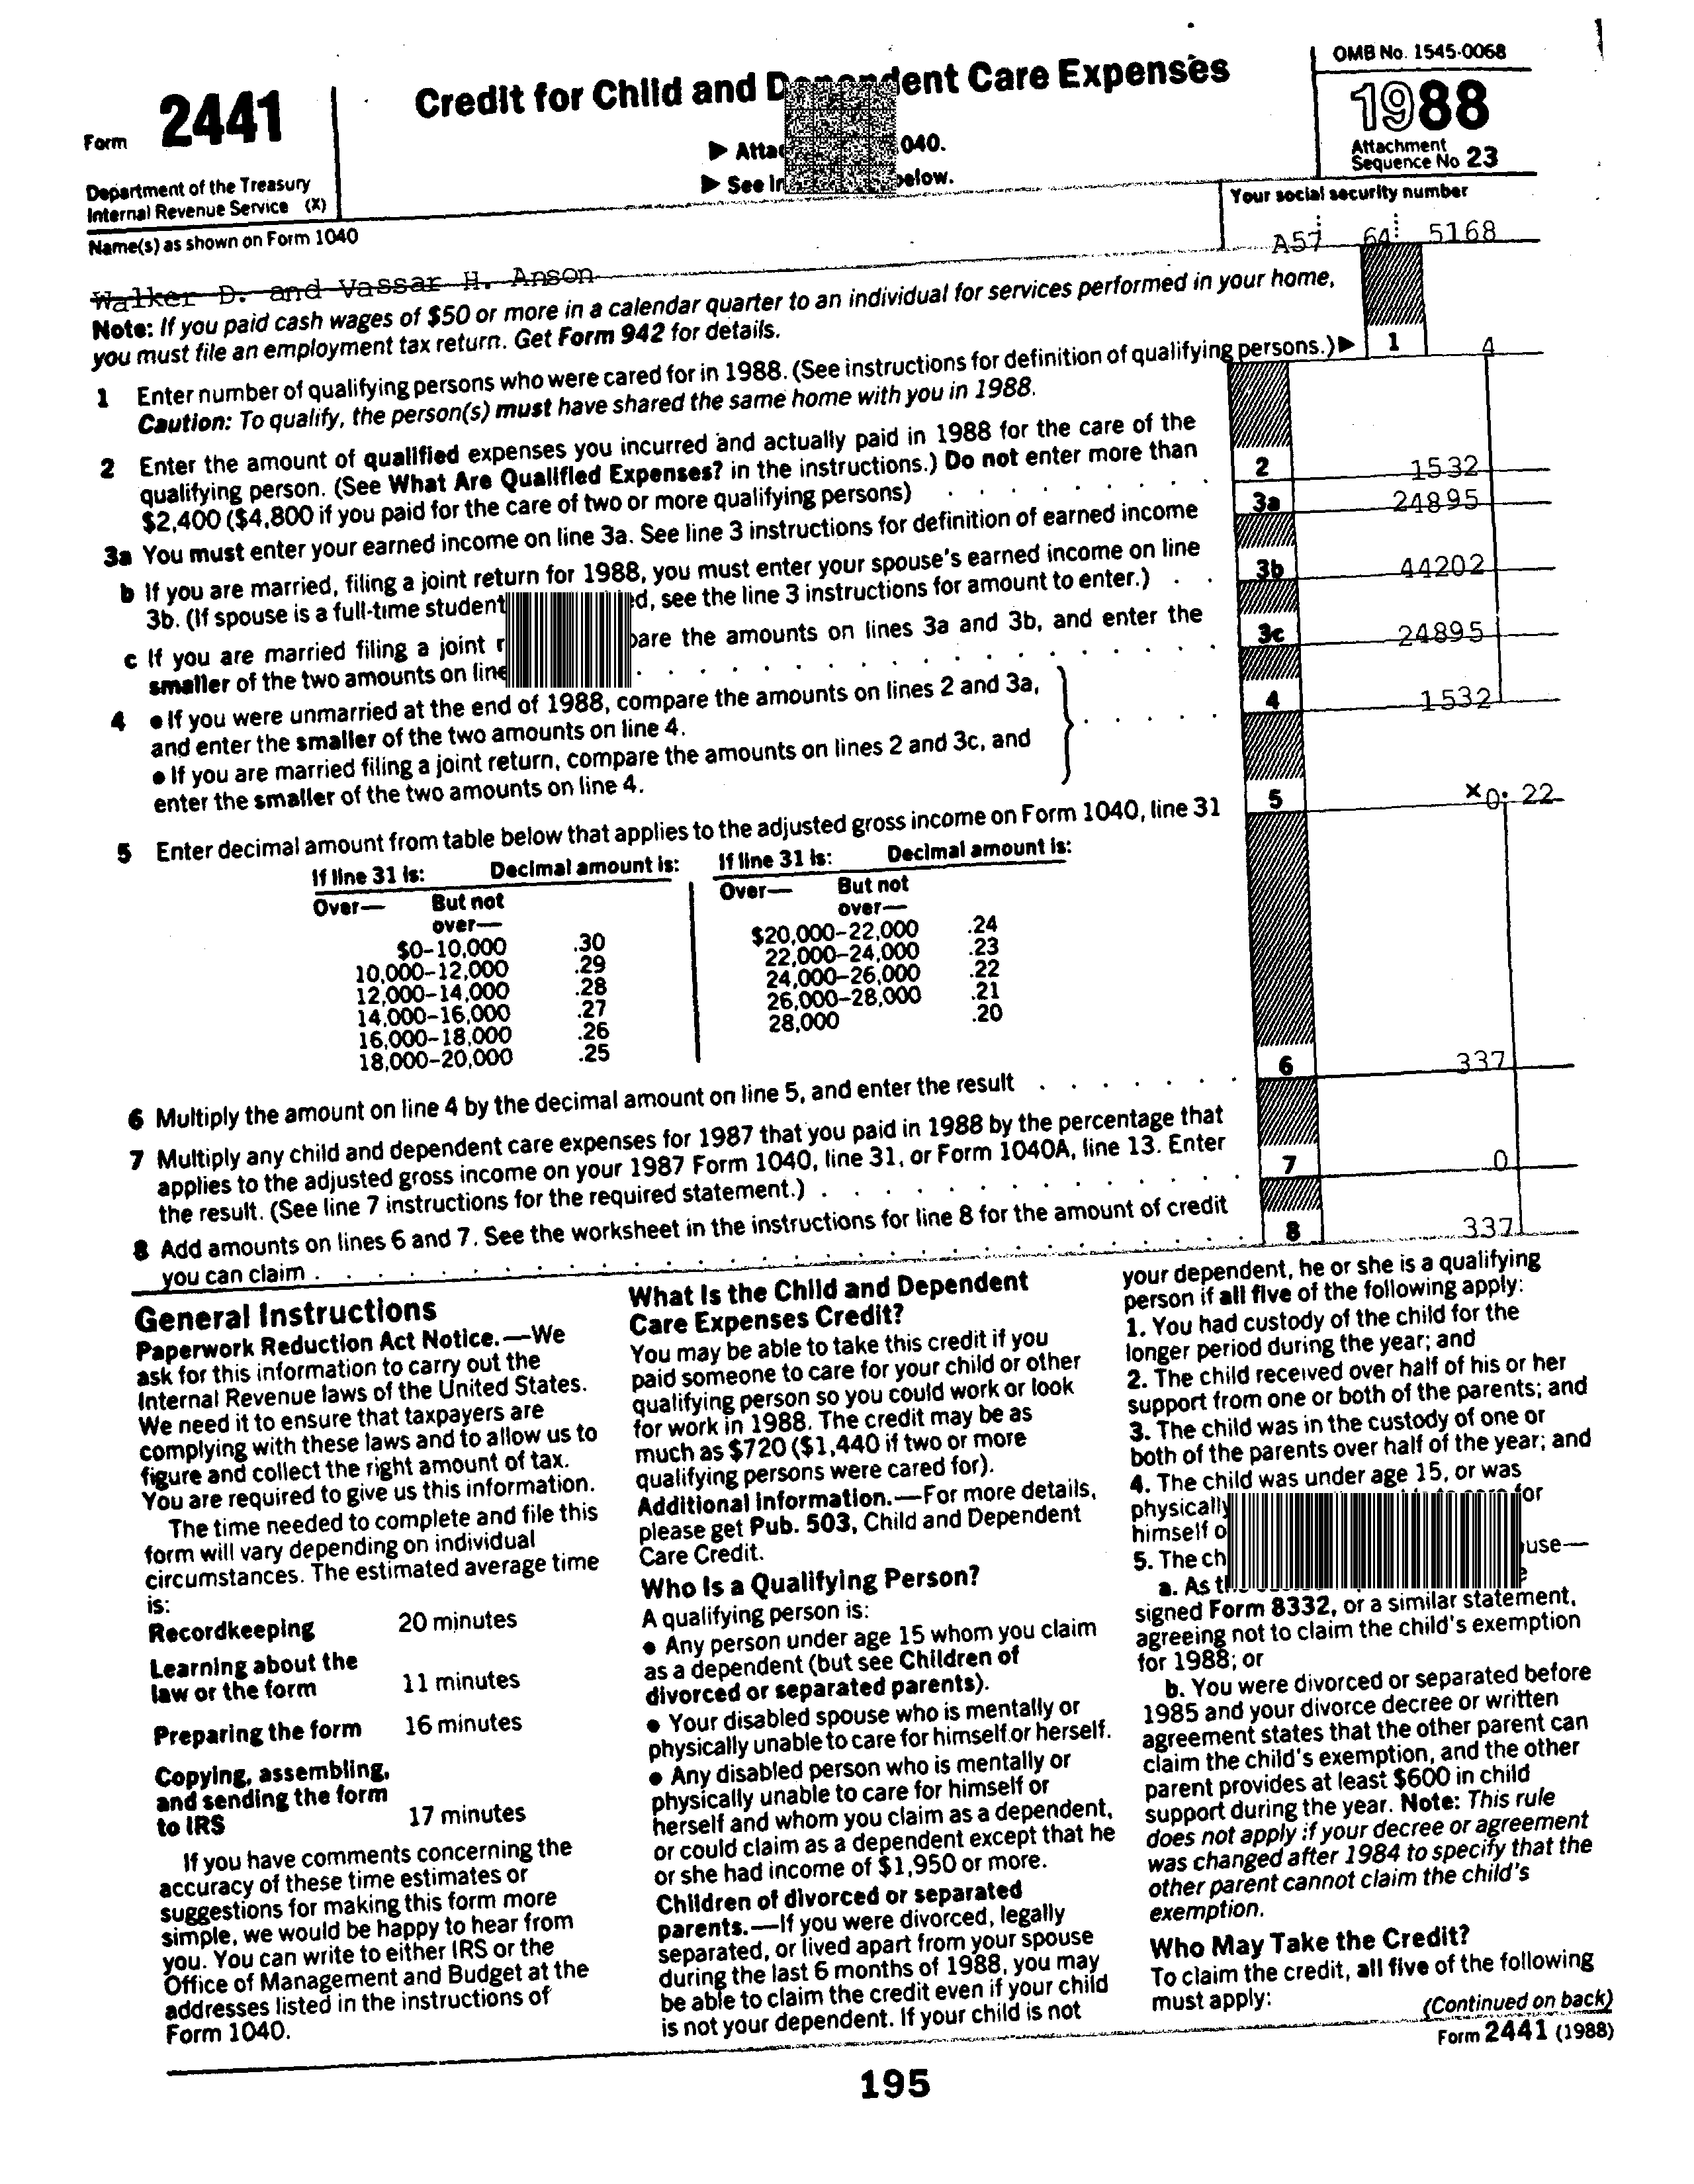 OMB No. 1545-0068
Form 2441
Credit for Child and ent Care Expenses
1988
▶ Atta 040.
▶ See In below.
Attachment
Sequence No 23
Department of the Treasury
Internal Revenue Service (X)
Name(s) as shown on Form 1040
Your social security number
Walker D. and Vassar H. Anson
A57 64 5168
Note: If you paid cash wages of $50 or more in a calendar quarter to an individual for services performed in your home,
you must file an employment tax return. Get Form 942 for details.
1 Enter number of qualifying persons who were cared for in 1988. (See instructions for definition of qualifying persons.) ▶ 1 4
Caution: To qualify, the person(s) must have shared the same home with you in 1988.
2 Enter the amount of qualified expenses you incurred and actually paid in 1988 for the care of the
qualifying person. (See What Are Qualified Expenses? in the instructions.) Do not enter more than
$2,400 ($4,800 if you paid for the care of two or more qualifying persons) . . . . . . . . 2 1532
3a You must enter your earned income on line 3a. See line 3 instructions for definition of earned income 3a 24895
b If you are married, filing a joint return for 1988, you must enter your spouse's earned income on line
3b. (If spouse is a full-time student d, see the line 3 instructions for amount to enter.) . . 3b 44202
c If you are married filing a joint r pare the amounts on lines 3a and 3b, and enter the
smaller of the two amounts on line . . . . . . . . . . . . . . . . 3c 24895
4 ● If you were unmarried at the end of 1988, compare the amounts on lines 2 and 3a,
and enter the smaller of the two amounts on line 4.
● If you are married filing a joint return, compare the amounts on lines 2 and 3c, and
enter the smaller of the two amounts on line 4.
. . . . . 4 1532
5 Enter decimal amount from table below that applies to the adjusted gross income on Form 1040, line 31 5 ×0. 22
If line 31 is: Decimal amount is: If line 31 is: Decimal amount is:
Over— But not over— Over— But not over—
$0–10,000 .30 $20,000–22,000 .24
10,000–12,000 .29 22,000–24,000 .23
12,000–14,000 .28 24,000–26,000 .22
14,000–16,000 .27 26,000–28,000 .21
16,000–18,000 .26 28,000 .20
18,000–20,000 .25
6 Multiply the amount on line 4 by the decimal amount on line 5, and enter the result . . . . . . . 6 337
7 Multiply any child and dependent care expenses for 1987 that you paid in 1988 by the percentage that
applies to the adjusted gross income on your 1987 Form 1040, line 31, or Form 1040A, line 13. Enter
the result. (See line 7 instructions for the required statement.) . . . . . . . . . . . . . 7 0
8 Add amounts on lines 6 and 7. See the worksheet in the instructions for line 8 for the amount of credit
you can claim . . . . . . . . . . . . . . . . . . . . . . . . 8 337
General Instructions
Paperwork Reduction Act Notice.—We
ask for this information to carry out the
Internal Revenue laws of the United States.
We need it to ensure that taxpayers are
complying with these laws and to allow us to
figure and collect the right amount of tax.
You are required to give us this information.
The time needed to complete and file this
form will vary depending on individual
circumstances. The estimated average time
is:
Recordkeeping 20 minutes
Learning about the
law or the form 11 minutes
Preparing the form 16 minutes
Copying, assembling,
and sending the form
to IRS 17 minutes
If you have comments concerning the
accuracy of these time estimates or
suggestions for making this form more
simple, we would be happy to hear from
you. You can write to either IRS or the
Office of Management and Budget at the
addresses listed in the instructions of
Form 1040.
What Is the Child and Dependent
Care Expenses Credit?
You may be able to take this credit if you
paid someone to care for your child or other
qualifying person so you could work or look
for work in 1988. The credit may be as
much as $720 ($1,440 if two or more
qualifying persons were cared for).
Additional Information.—For more details,
please get Pub. 503, Child and Dependent
Care Credit.
Who Is a Qualifying Person?
A qualifying person is:
● Any person under age 15 whom you claim
as a dependent (but see Children of
divorced or separated parents).
● Your disabled spouse who is mentally or
physically unable to care for himself or herself.
● Any disabled person who is mentally or
physically unable to care for himself or
herself and whom you claim as a dependent,
or could claim as a dependent except that he
or she had income of $1,950 or more.
Children of divorced or separated
parents.—If you were divorced, legally
separated, or lived apart from your spouse
during the last 6 months of 1988, you may
be able to claim the credit even if your child
is not your dependent. If your child is not
your dependent, he or she is a qualifying
person if all five of the following apply:
1. You had custody of the child for the
longer period during the year; and
2. The child received over half of his or her
support from one or both of the parents; and
3. The child was in the custody of one or
both of the parents over half of the year; and
4. The child was under age 15, or was
physically for
himself o
5. The ch use—
a. As
signed Form 8332, or a similar statement,
agreeing not to claim the child's exemption
for 1988; or
b. You were divorced or separated before
1985 and your divorce decree or written
agreement states that the other parent can
claim the child's exemption, and the other
parent provides at least $600 in child
support during the year. Note: This rule
does not apply if your decree or agreement
was changed after 1984 to specify that the
other parent cannot claim the child's
exemption.
Who May Take the Credit?
To claim the credit, all five of the following
must apply:
(Continued on back)
Form 2441 (1988)
195